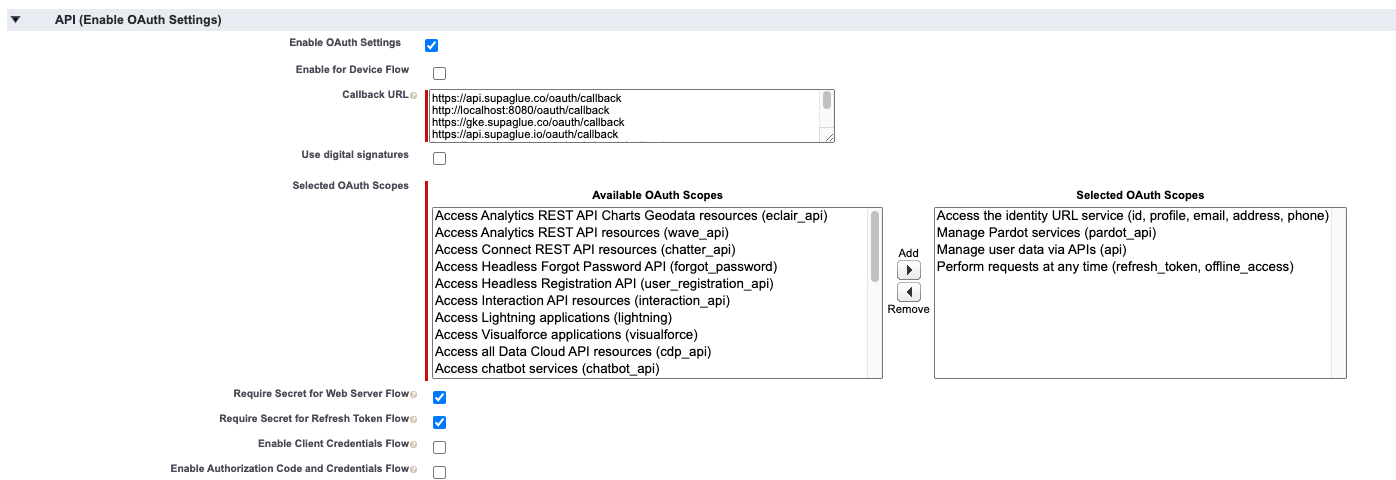 API (Enable OAuth Settings)
Enable OAuth Settings
Enable for Device Flow
Callback URL
https://api.supaglue.co/oauth/callback
http://localhost:8080/oauth/callback
https://gke.supaglue.co/oauth/callback
https://api.supaglue.io/oauth/callback
Use digital signatures
Selected OAuth Scopes
Available OAuth Scopes
Access Analytics REST API Charts Geodata resources (eclair_api)
Access Analytics REST API resources (wave_api)
Access Connect REST API resources (chatter_api)
Access Headless Forgot Password API (forgot_password)
Access Headless Registration API (user_registration_api)
Access Interaction API resources (interaction_api)
Access Lightning applications (lightning)
Access Visualforce applications (visualforce)
Access all Data Cloud API resources (cdp_api)
Access chatbot services (chatbot_api)
Add
Remove
Selected OAuth Scopes
Access the identity URL service (id, profile, email, address, phone)
Manage Pardot services (pardot_api)
Manage user data via APIs (api)
Perform requests at any time (refresh_token, offline_access)
Require Secret for Web Server Flow
Require Secret for Refresh Token Flow
Enable Client Credentials Flow
Enable Authorization Code and Credentials Flow